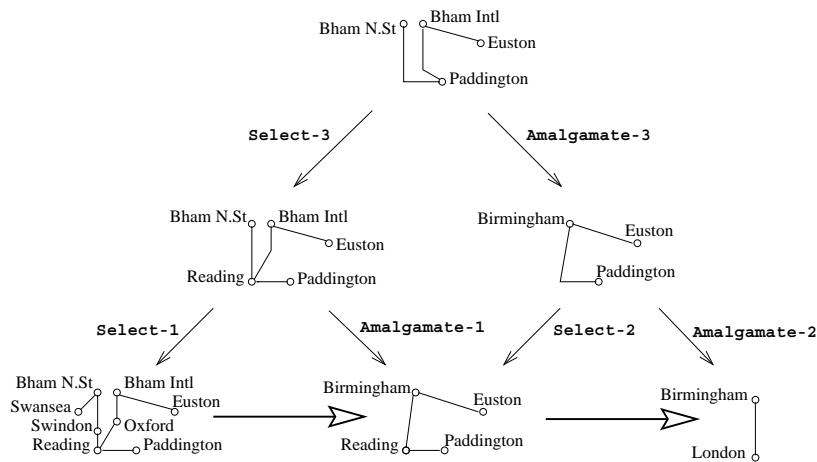 Bham N.St
Bham Intl
Euston
Paddington
Select-3
Amalgamate-3
Bham N.St
Bham Intl
Euston
Reading
Paddington
Birmingham
Euston
Paddington
Select-1
Amalgamate-1
Select-2
Amalgamate-2
Bham N.St
Bham Intl
Swansea
Euston
Swindon
Oxford
Reading
Paddington
Birmingham
Euston
Reading
Paddington
Birmingham
London